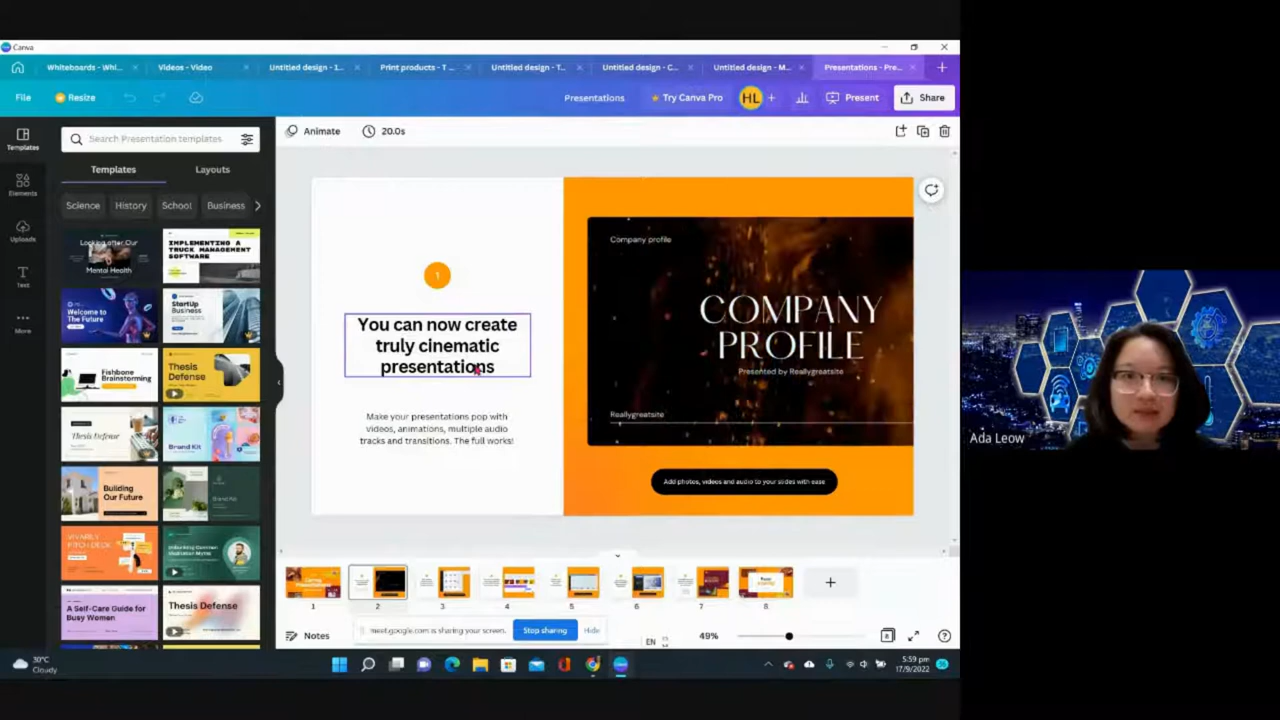 Canva
Whiteboards - Whi...
Videos - Video
Untitled design - 1...
Print products - T ...
Untitled design - T...
Untitled design - C...
Untitled design - M...
Presentations - Pre...
File
Resize
Presentations
Try Canva Pro
HL
Present
Share
Templates
Search Presentation templates
Animate
20.0s
Templates
Layouts
Elements
Science
History
School
Business
Uploads
Text
More
Looking after Our
Mental Health
IMPLEMENTING A
TRUCK MANAGEMENT
SOFTWARE
Welcome to
The Future
StartUp
Business
Fishbone
Brainstorming
Thesis
Defense
Thesis Defense
Brand Kit
Building
Our Future
Brand Kit
A Self-Care Guide for
Busy Women
Thesis Defense
1
You can now create
truly cinematic
presentations
Make your presentations pop with
videos, animations, multiple audio
tracks and transitions. The full works!
Company profile
COMPANY
PROFILE
Presented by Reallygreatsite
Reallygreatsite
Add photos, videos and audio to your slides with ease
1
2
3
4
5
6
7
8
Notes
meet.google.com is sharing your screen.
Stop sharing
Hide
EN
49%
30°C
Cloudy
5:59 pm
17/9/2022
Ada Leow